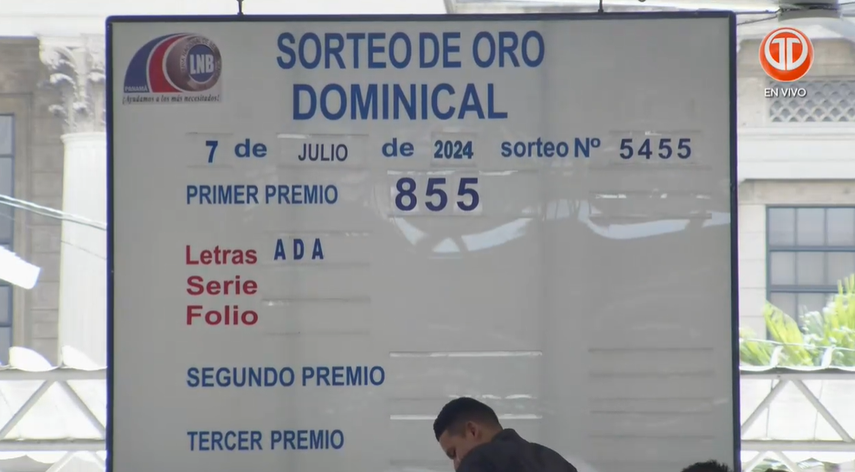 LNB
PANAMÁ
¡Ayudamos a los más necesitados!
SORTEO DE ORO
DOMINICAL
7 de JULIO de 2024 sorteo Nº 5455
PRIMER PREMIO 855
Letras ADA
Serie
Folio
SEGUNDO PREMIO
TERCER PREMIO
EN VIVO